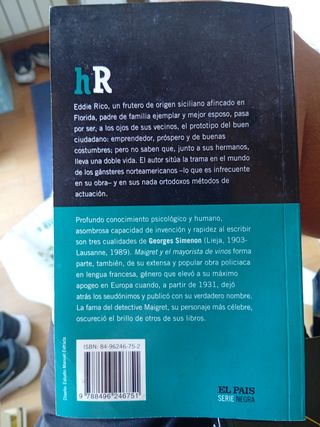 hR
Eddie Rico, un frutero de origen siciliano afincado en
Florida, padre de familia ejemplar y mejor esposo, pasa
por ser, a los ojos de sus vecinos, el prototipo del buen
ciudadano: emprendedor, próspero y de buenas
costumbres; pero no saben que, junto a sus hermanos,
lleva una doble vida. El autor sitúa la trama en el mundo
de los gánsteres norteamericanos –lo que es infrecuente
en su obra– y en sus nada ortodoxos métodos de
actuación.
Profundo conocimiento psicológico y humano,
asombrosa capacidad de invención y rapidez al escribir
son tres cualidades de Georges Simenon (Lieja, 1903-
Lausanne, 1989). Maigret y el mayorista de vinos forma
parte, también, de su extensa y popular obra policiaca
en lengua francesa, género que elevó a su máximo
apogeo en Europa cuando, a partir de 1931, dejó
atrás los seudónimos y publicó con su verdadero nombre.
La fama del detective Maigret, su personaje más célebre,
oscureció el brillo de otros de sus libros.
Diseño: Estudio Manuel Estrada
ISBN: 84-96246-75-2
9 788496 246751
EL PAIS
SERIE NEGRA